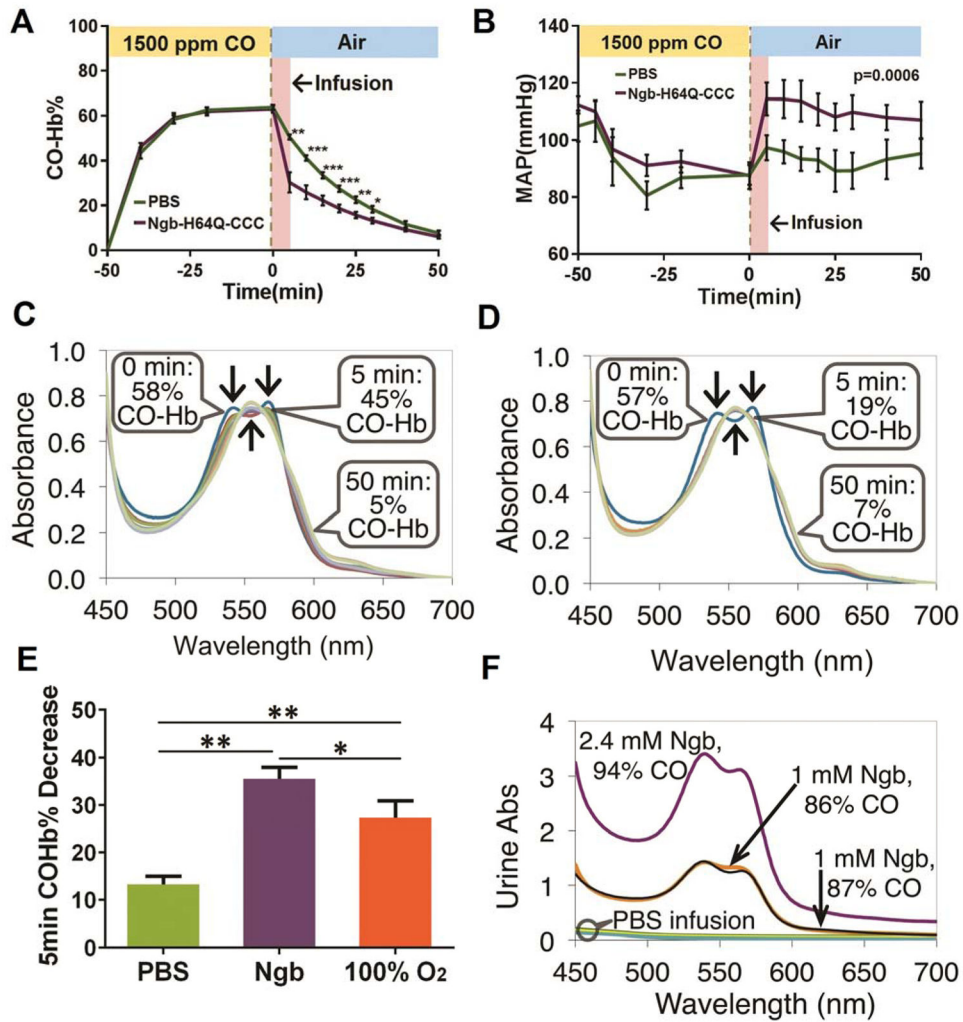 A
CO-Hb%
100
80
60
40
20
0
1500 ppm CO
Air
←Infusion
**
***
***
***
**
*
PBS
Ngb-H64Q-CCC
-50
-25
0
25
50
Time(min)
B
MAP(mmHg)
140
120
100
80
60
1500 ppm CO
Air
PBS
Ngb-H64Q-CCC
p=0.0006
←Infusion
-50
-25
0
25
50
Time(min)
C
Absorbance
1.0
0.8
0.6
0.4
0.2
0.0
0 min:
58%
CO-Hb
5 min:
45%
CO-Hb
50 min:
5%
CO-Hb
450
500
550
600
650
700
Wavelength (nm)
D
Absorbance
1.0
0.8
0.6
0.4
0.2
0.0
0 min:
57%
CO-Hb
5 min:
19%
CO-Hb
50 min:
7%
CO-Hb
450
500
550
600
650
700
Wavelength (nm)
E
5min COHb% Decrease
50
40
30
20
10
0
**
**
*
PBS
Ngb
100% O₂
F
Urine Abs
4
3
2
1
0
2.4 mM Ngb,
94% CO
1 mM Ngb,
86% CO
1 mM Ngb,
87% CO
PBS infusion
450
500
550
600
650
700
Wavelength (nm)